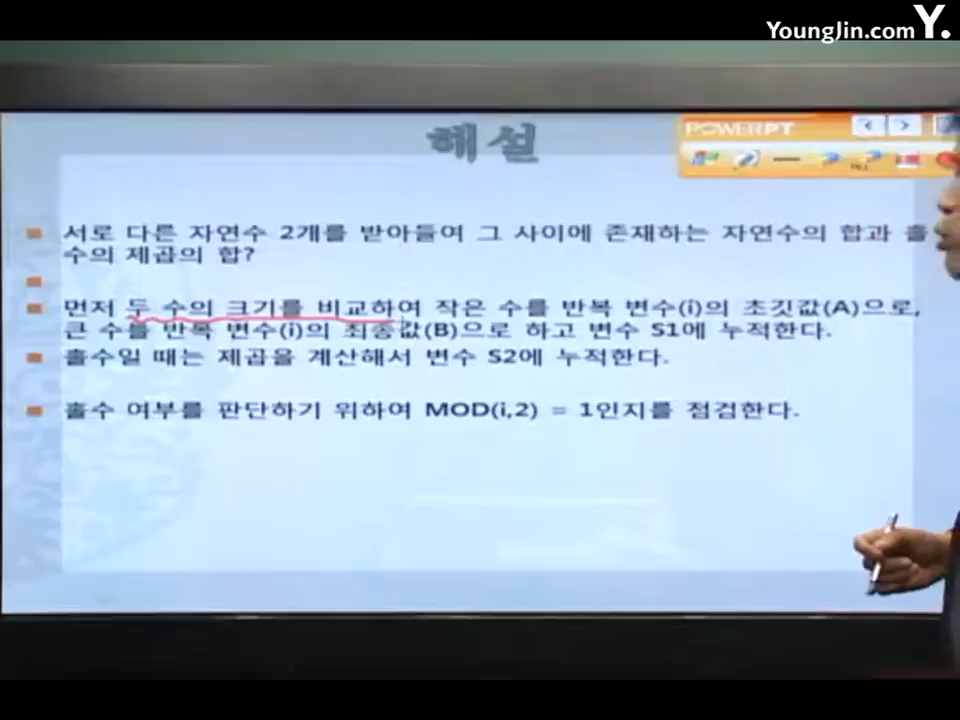 YoungJin.com Y.
해설
POWERPT
서로 다른 자연수 2개를 받아들여 그 사이에 존재하는 자연수의 합과 홀
수의 제곱의 합?
먼저 두 수의 크기를 비교하여 작은 수를 반복 변수(i)의 초깃값(A)으로,
큰 수를 반복 변수(i)의 최종값(B)으로 하고 변수 S1에 누적한다.
홀수일 때는 제곱을 계산해서 변수 S2에 누적한다.
홀수 여부를 판단하기 위하여 MOD(i,2) = 1인지를 점검한다.